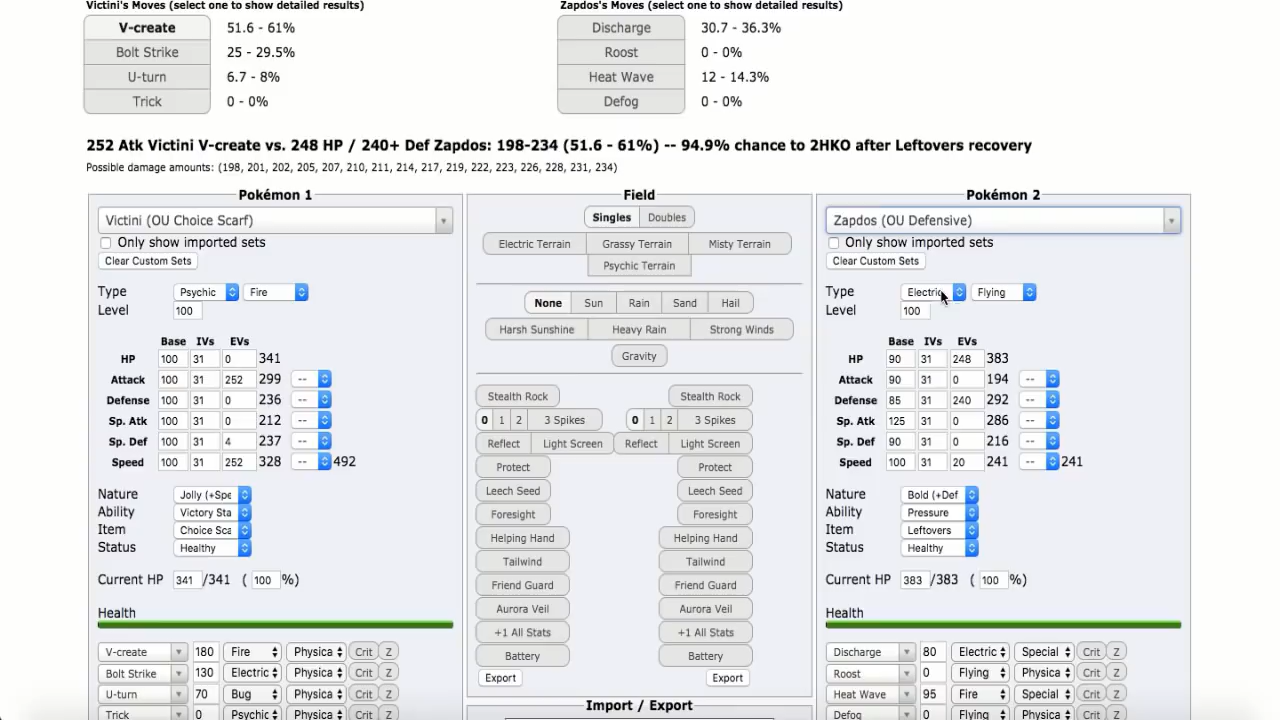 Victini's Moves (select one to show detailed results) Zapdos's Moves (select one to show detailed results)
V-create 51.6 - 61% Discharge 30.7 - 36.3%
Bolt Strike 25 - 29.5% Roost 0 - 0%
U-turn 6.7 - 8% Heat Wave 12 - 14.3%
Trick 0 - 0% Defog 0 - 0%
252 Atk Victini V-create vs. 248 HP / 240+ Def Zapdos: 198-234 (51.6 - 61%) -- 94.9% chance to 2HKO after Leftovers recovery
Possible damage amounts: (198, 201, 202, 205, 207, 210, 211, 214, 217, 219, 222, 223, 226, 228, 231, 234)
Pokémon 1
Victini (OU Choice Scarf)
Only show imported sets
Clear Custom Sets
Type Psychic Fire
Level 100
Base IVs EVs
HP 100 31 0 341
Attack 100 31 252 299 --
Defense 100 31 0 236 --
Sp. Atk 100 31 0 212 --
Sp. Def 100 31 4 237 --
Speed 100 31 252 328 -- 492
Nature Jolly (+Spe
Ability Victory Sta
Item Choice Sca
Status Healthy
Current HP 341 /341 ( 100 %)
Health
V-create 180 Fire Physica Crit Z
Bolt Strike 130 Electric Physica Crit Z
U-turn 70 Bug Physica Crit Z
Trick 0 Psychic Physica Crit Z
Field
Singles Doubles
Electric Terrain Grassy Terrain Misty Terrain
Psychic Terrain
None Sun Rain Sand Hail
Harsh Sunshine Heavy Rain Strong Winds
Gravity
Stealth Rock Stealth Rock
0 1 2 3 Spikes 0 1 2 3 Spikes
Reflect Light Screen Reflect Light Screen
Protect Protect
Leech Seed Leech Seed
Foresight Foresight
Helping Hand Helping Hand
Tailwind Tailwind
Friend Guard Friend Guard
Aurora Veil Aurora Veil
+1 All Stats +1 All Stats
Battery Battery
Export Export
Import / Export
Pokémon 2
Zapdos (OU Defensive)
Only show imported sets
Clear Custom Sets
Type Electric Flying
Level 100
Base IVs EVs
HP 90 31 248 383
Attack 90 31 0 194 --
Defense 85 31 240 292 --
Sp. Atk 125 31 0 286 --
Sp. Def 90 31 0 216 --
Speed 100 31 20 241 -- 241
Nature Bold (+Def
Ability Pressure
Item Leftovers
Status Healthy
Current HP 383 /383 ( 100 %)
Health
Discharge 80 Electric Special Crit Z
Roost 0 Flying Physica Crit Z
Heat Wave 95 Fire Special Crit Z
Defog 0 Flying Physica Crit Z